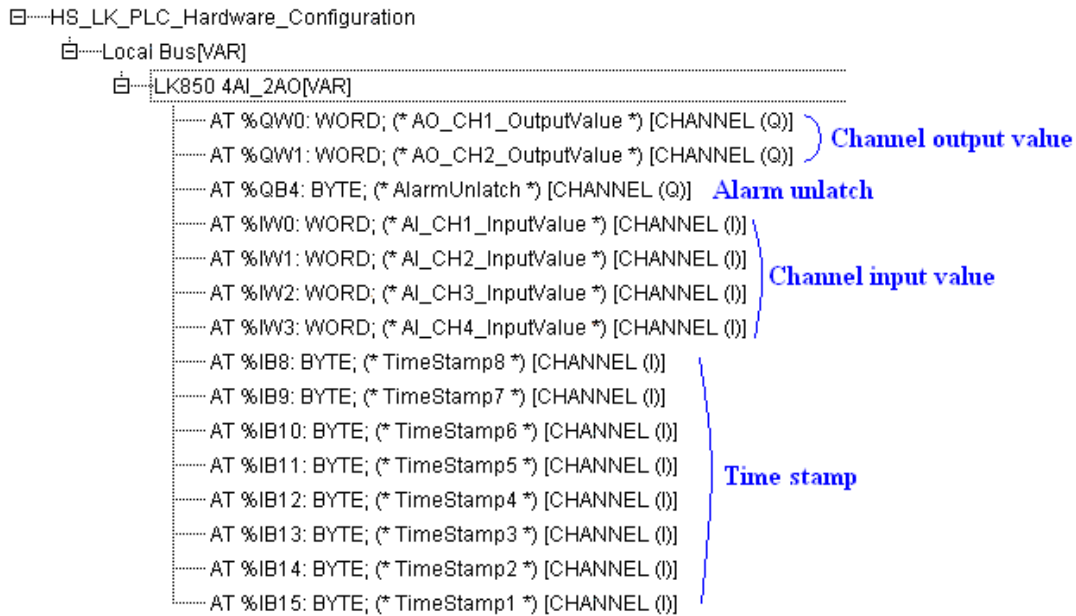 HS_LK_PLC_Hardware_Configuration
Local Bus[VAR]
LK850 4AI_2AO[VAR]
AT %QW0: WORD; (* AO_CH1_OutputValue *) [CHANNEL (Q)]
Channel output value
AT %QW1: WORD; (* AO_CH2_OutputValue *) [CHANNEL (Q)]
AT %QB4: BYTE; (* AlarmUnlatch *) [CHANNEL (Q)] Alarm unlatch
AT %IW0: WORD; (* AI_CH1_InputValue *) [CHANNEL (I)]
AT %IW1: WORD; (* AI_CH2_InputValue *) [CHANNEL (I)]
Channel input value
AT %IW2: WORD; (* AI_CH3_InputValue *) [CHANNEL (I)]
AT %IW3: WORD; (* AI_CH4_InputValue *) [CHANNEL (I)]
AT %IB8: BYTE; (* TimeStamp8 *) [CHANNEL (I)]
AT %IB9: BYTE; (* TimeStamp7 *) [CHANNEL (I)]
AT %IB10: BYTE; (* TimeStamp6 *) [CHANNEL (I)]
AT %IB11: BYTE; (* TimeStamp5 *) [CHANNEL (I)]
Time stamp
AT %IB12: BYTE; (* TimeStamp4 *) [CHANNEL (I)]
AT %IB13: BYTE; (* TimeStamp3 *) [CHANNEL (I)]
AT %IB14: BYTE; (* TimeStamp2 *) [CHANNEL (I)]
AT %IB15: BYTE; (* TimeStamp1 *) [CHANNEL (I)]